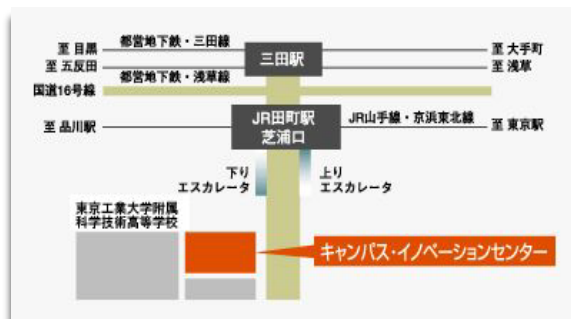 至 目黒
都営地下鉄・三田線
三田駅
至 大手町
至 五反田
至 浅草
都営地下鉄・浅草線
国道16号線
至 品川駅
JR田町駅
芝浦口
JR山手線・京浜東北線
至 東京駅
下り
エスカレータ
上り
エスカレータ
東京工業大学附属
科学技術高等学校
キャンパス・イノベーションセンター